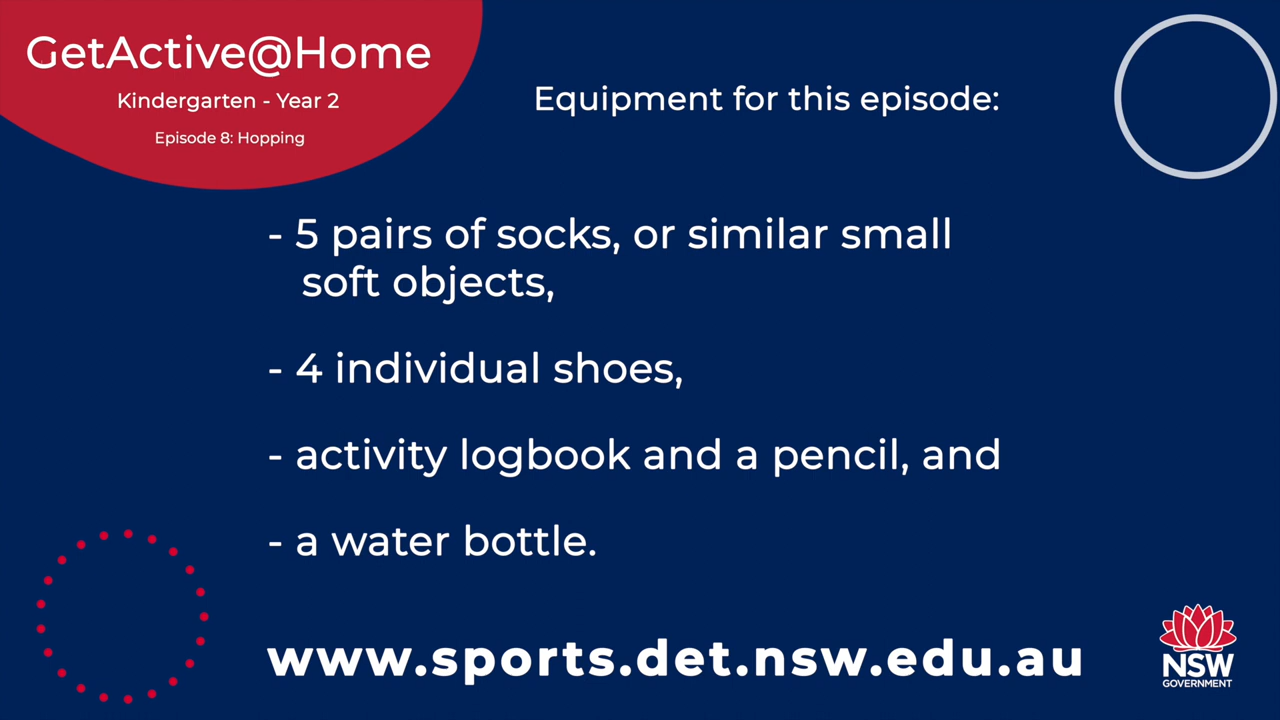 GetActive@Home
Kindergarten - Year 2
Episode 8: Hopping
Equipment for this episode:
- 5 pairs of socks, or similar small
soft objects,
- 4 individual shoes,
- activity logbook and a pencil, and
- a water bottle.
www.sports.det.nsw.edu.au
NSW
GOVERNMENT